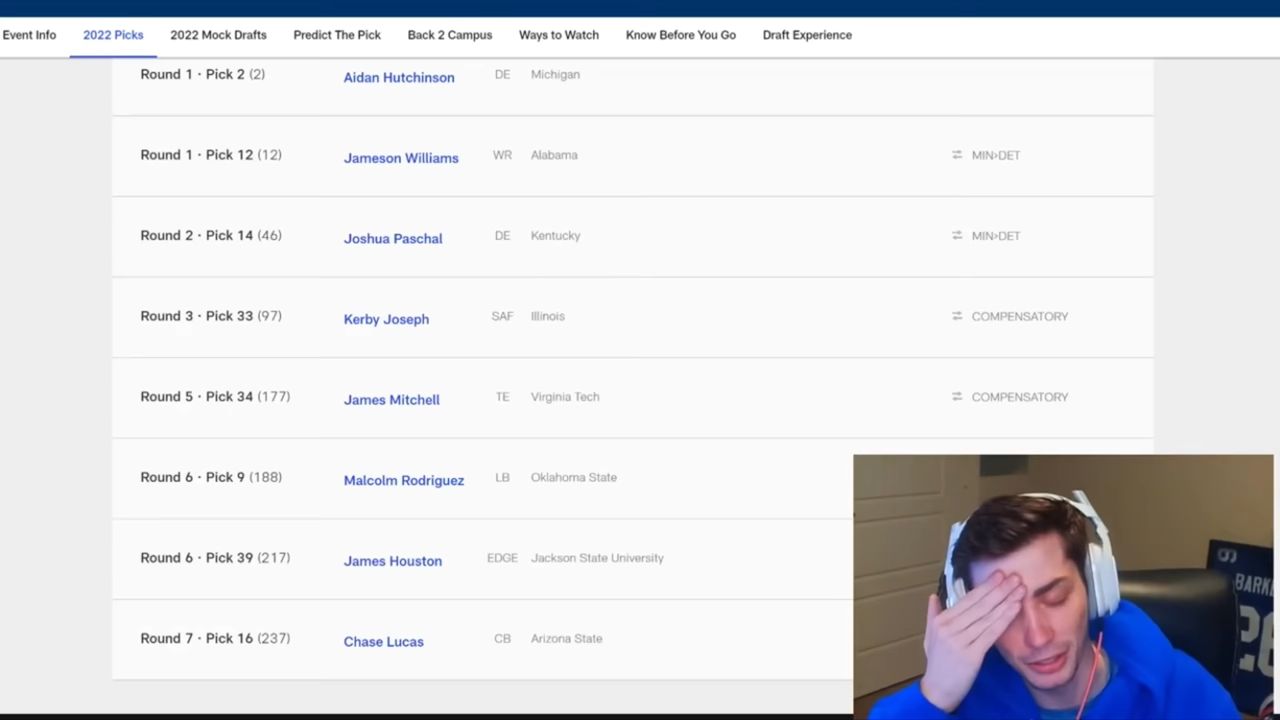 Event Info 2022 Picks 2022 Mock Drafts Predict The Pick Back 2 Campus Ways to Watch Know Before You Go Draft Experience
Round 1 · Pick 2 (2) Aidan Hutchinson DE Michigan
Round 1 · Pick 12 (12) Jameson Williams WR Alabama MIN>DET
Round 2 · Pick 14 (46) Joshua Paschal DE Kentucky MIN>DET
Round 3 · Pick 33 (97) Kerby Joseph SAF Illinois COMPENSATORY
Round 5 · Pick 34 (177) James Mitchell TE Virginia Tech COMPENSATORY
Round 6 · Pick 9 (188) Malcolm Rodriguez LB Oklahoma State
Round 6 · Pick 39 (217) James Houston EDGE Jackson State University
Round 7 · Pick 16 (237) Chase Lucas CB Arizona State
BARK
26